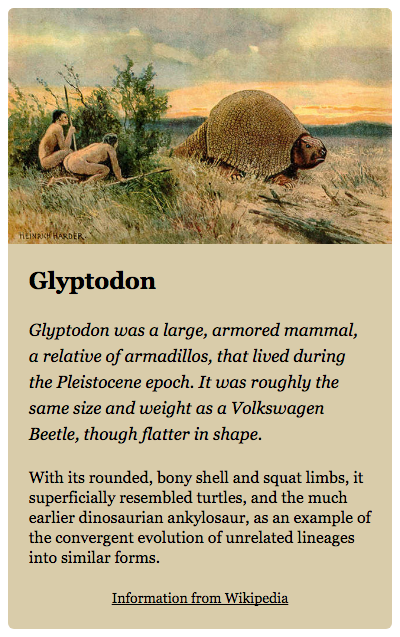 HEINRICH HARDER.
Glyptodon
Glyptodon was a large, armored mammal,
a relative of armadillos, that lived during
the Pleistocene epoch. It was roughly the
same size and weight as a Volkswagen
Beetle, though flatter in shape.
With its rounded, bony shell and squat limbs, it
superficially resembled turtles, and the much
earlier dinosaurian ankylosaur, as an example of
the convergent evolution of unrelated lineages
into similar forms.
Information from Wikipedia